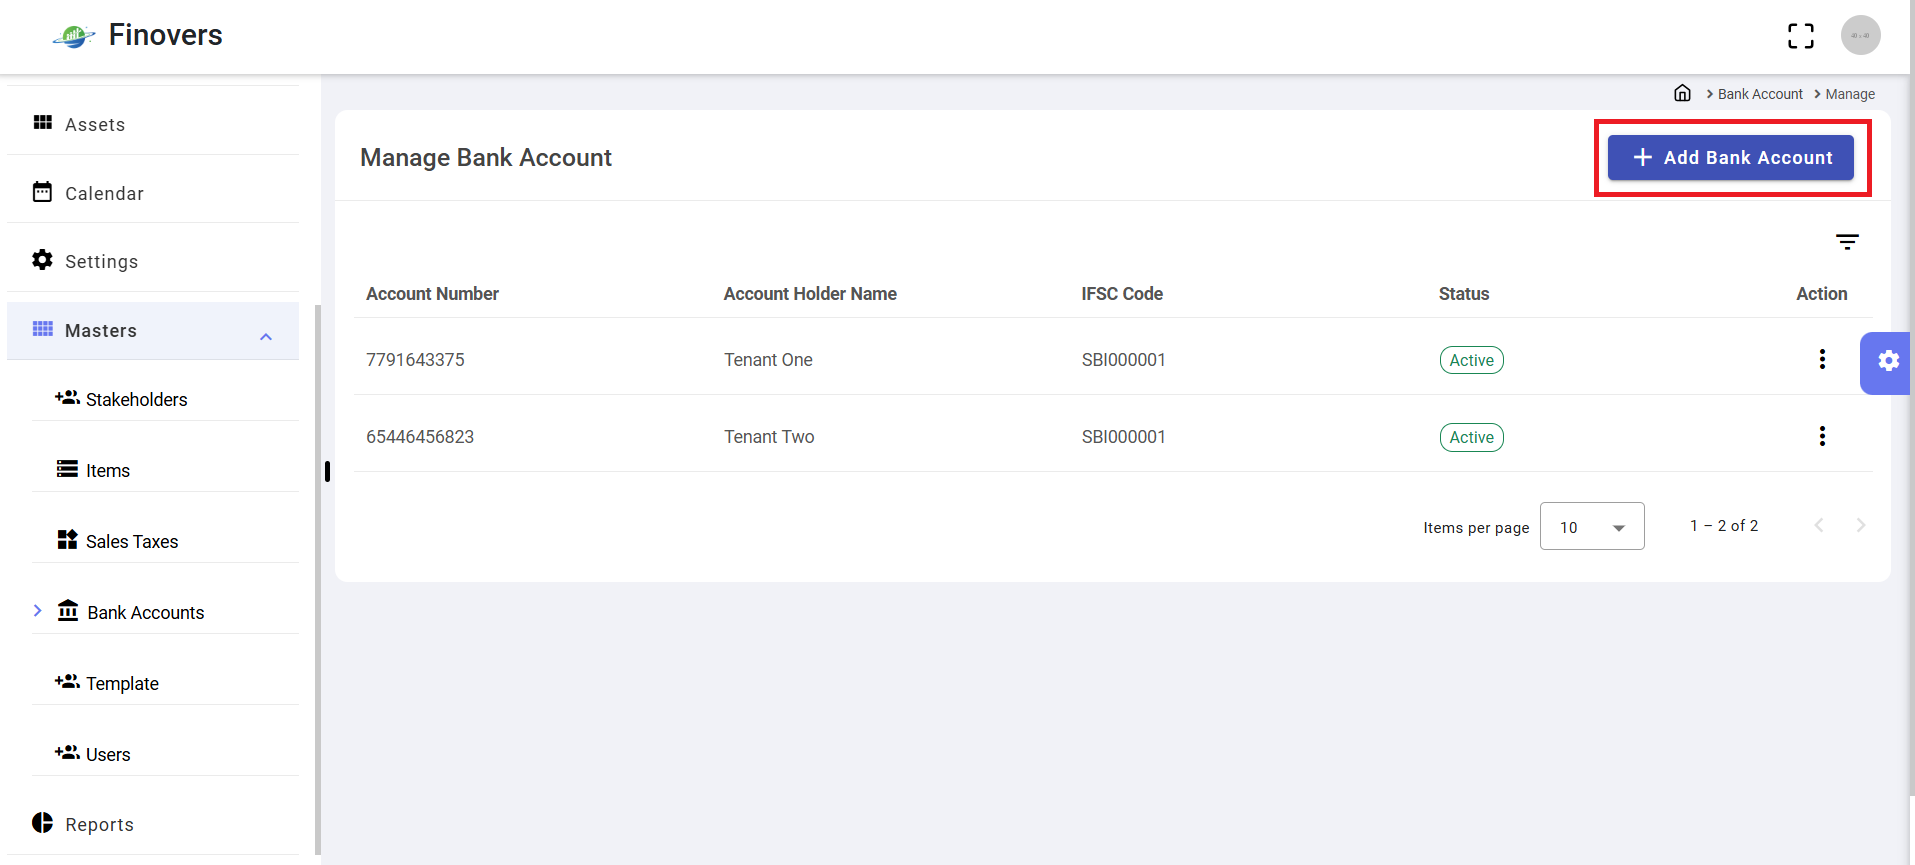 Finovers
Bank Account Manage
Assets
Calendar
Settings
Masters
Stakeholders
Items
Sales Taxes
Bank Accounts
Template
Users
Reports
Manage Bank Account
Add Bank Account
Account Number Account Holder Name IFSC Code Status Action
7791643375 Tenant One SBI000001 Active
65446456823 Tenant Two SBI000001 Active
Items per page 10 1 – 2 of 2